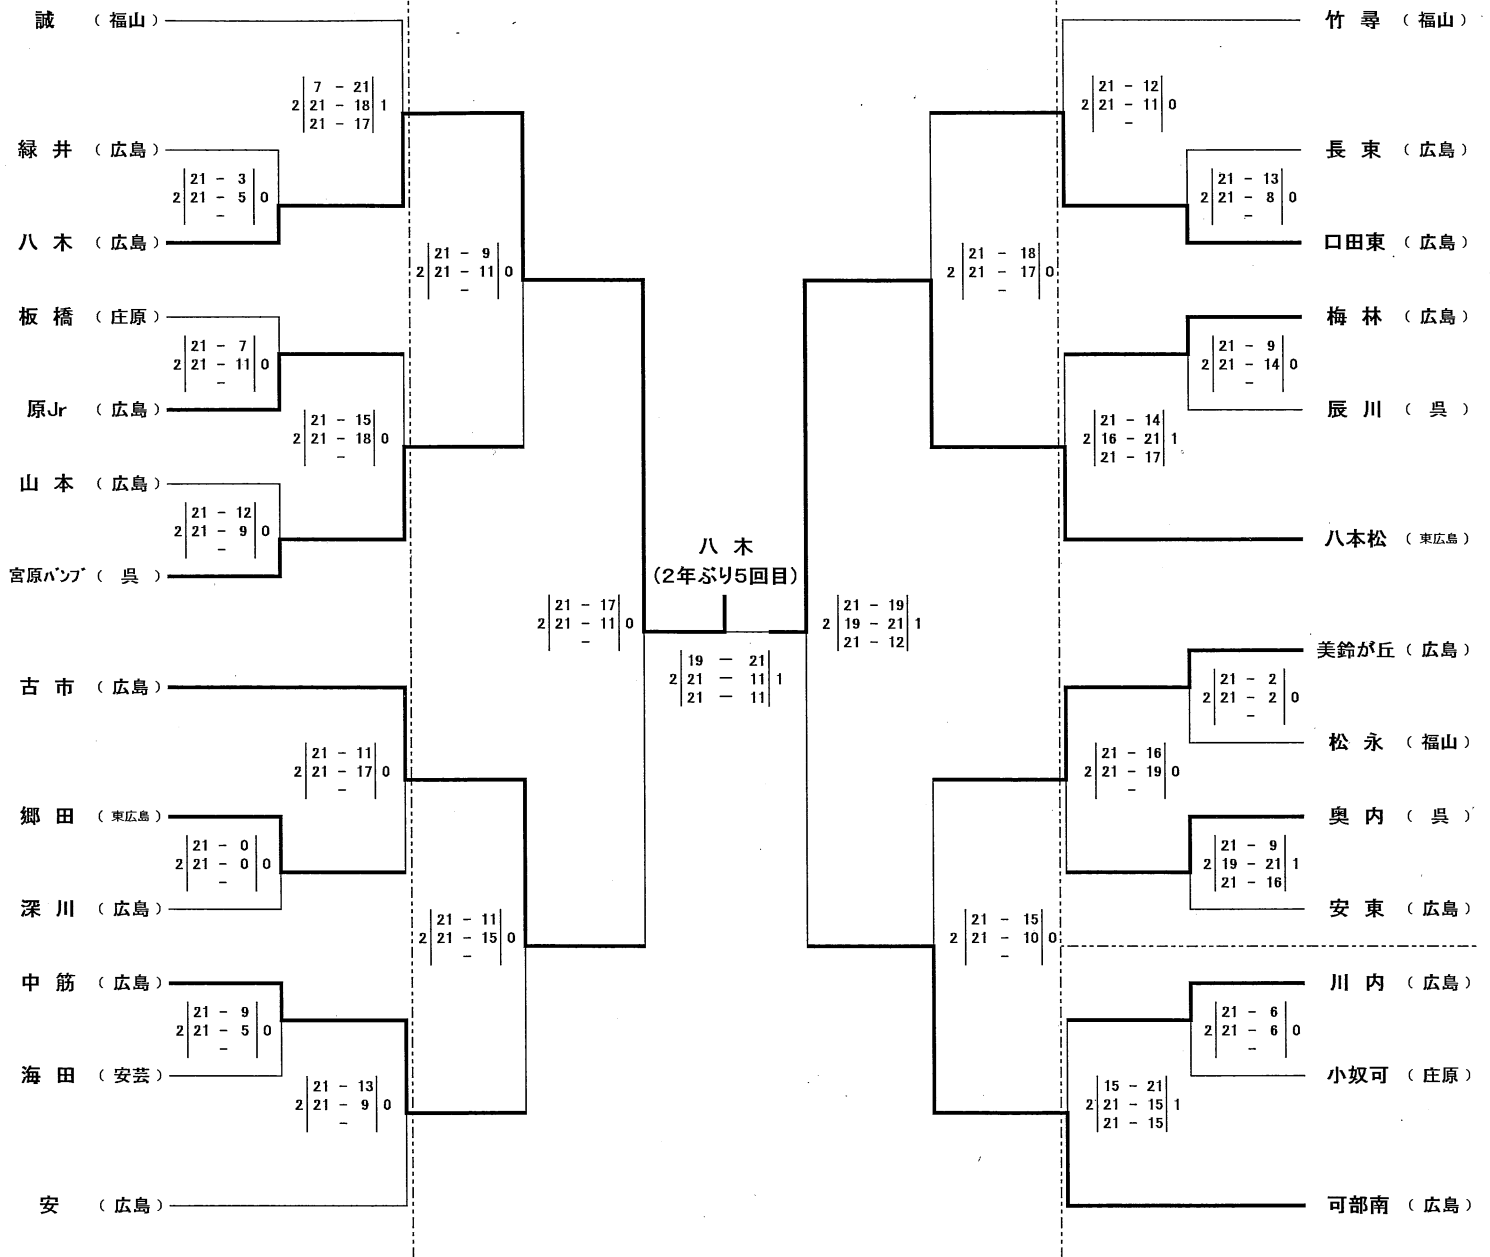 誠 （ 福山 ）
7 － 21
2 21 － 18 1
21 － 17
緑 井 （ 広島 ）
21 － 3
2 21 － 5 0
－
八 木 （ 広島 ）
21 － 9
2 21 － 11 0
－
板 橋 （ 庄原 ）
21 － 7
2 21 － 11 0
－
原Jr （ 広島 ）
21 － 15
2 21 － 18 0
－
山 本 （ 広島 ）
21 － 12
2 21 － 9 0
－
宮原ﾊﾞﾝﾌﾞ （ 呉 ）
21 － 17
2 21 － 11 0
－
古 市 （ 広島 ）
21 － 11
2 21 － 17 0
－
郷 田 （ 東広島 ）
21 － 0
2 21 － 0 0
－
深 川 （ 広島 ）
21 － 11
2 21 － 15 0
－
中 筋 （ 広島 ）
21 － 9
2 21 － 5 0
－
海 田 （ 安芸 ）
21 － 13
2 21 － 9 0
－
安 （ 広島 ）
八 木
（2年ぶり5回目）
19 － 21
2 21 － 11 1
21 － 11
竹 尋 （ 福山 ）
21 － 12
2 21 － 11 0
－
長 束 （ 広島 ）
21 － 13
2 21 － 8 0
－
口田東 （ 広島 ）
21 － 18
2 21 － 17 0
－
梅 林 （ 広島 ）
21 － 9
2 21 － 14 0
－
辰 川 （ 呉 ）
21 － 14
2 16 － 21 1
21 － 17
八本松 （ 東広島 ）
21 － 19
2 19 － 21 1
21 － 12
美鈴が丘 （ 広島 ）
21 － 2
2 21 － 2 0
－
松 永 （ 福山 ）
21 － 16
2 21 － 19 0
－
奥 内 （ 呉 ）
21 － 9
2 19 － 21 1
21 － 16
安 東 （ 広島 ）
21 － 15
2 21 － 10 0
－
川 内 （ 広島 ）
21 － 6
2 21 － 6 0
－
小奴可 （ 庄原 ）
15 － 21
2 21 － 15 1
21 － 15
可部南 （ 広島 ）